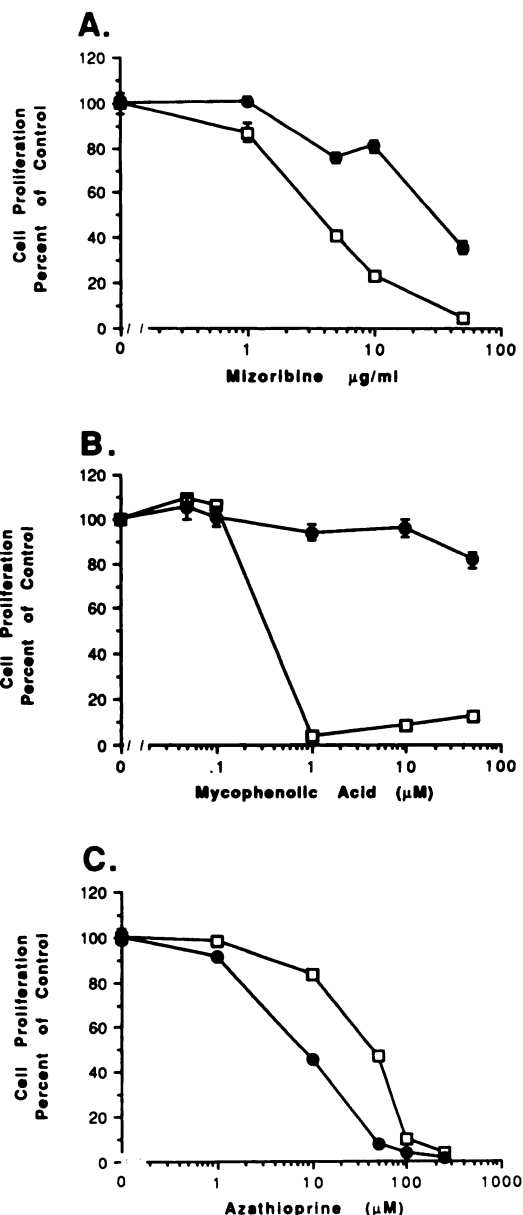 A.
Cell Proliferation
Percent of Control
120
100
80
60
40
20
0
0 1 10 100
Mizoribine µg/ml
B.
Cell Proliferation
Percent of Control
120
100
80
60
40
20
0
0 .1 1 10 100
Mycophenolic Acid (µM)
C.
Cell Proliferation
Percent of Control
120
100
80
60
40
20
0
0 1 10 100 1000
Azathioprine (µM)